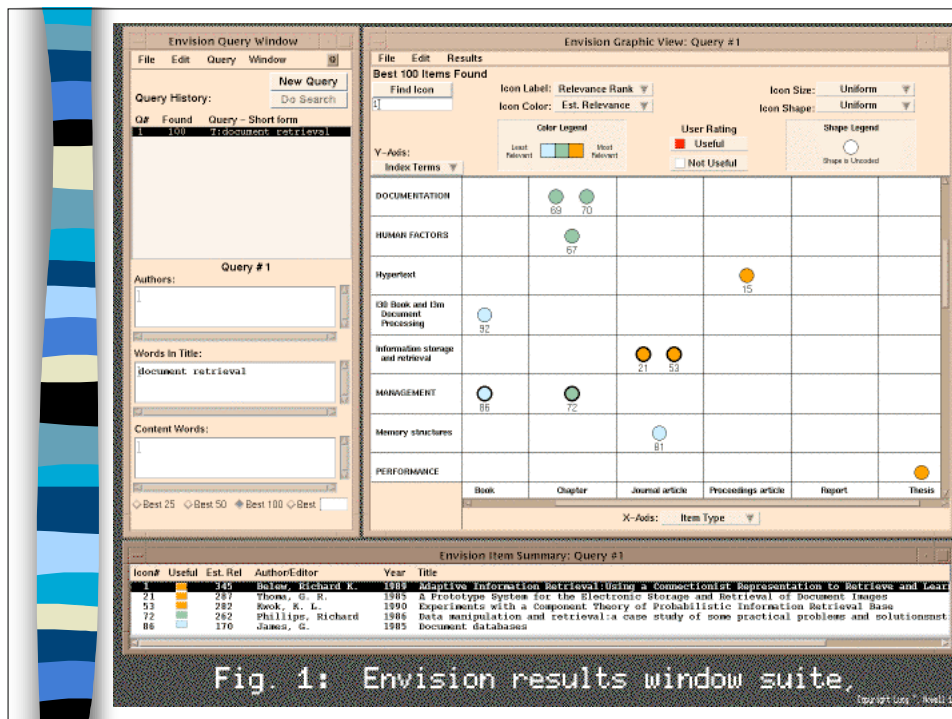 Envision Query Window
File Edit Query Window
New Query
Query History:
Do Search
Q# Found Query - Short form
1 100 T:document retrieval
Query #1
Authors:
Words In Title:
document retrieval
Content Words:
Best 25 Best 50 Best 100 Best
Envision Graphic View: Query #1
File Edit Results
Best 100 Items Found
Find Icon
1
Icon Label: Relevance Rank
Icon Color: Est. Relevance
Icon Size: Uniform
Icon Shape: Uniform
Color Legend
Least Relevant
Most Relevant
User Rating
Useful
Not Useful
Shape Legend
Shape is Uncoded
Y-Axis:
Index Terms
DOCUMENTATION
69 70
HUMAN FACTORS
67
Hypertext
15
I30 Book and I3m
Document
Processing
92
Information storage
and retrieval
21 53
MANAGEMENT
86 72
Memory structures
81
PERFORMANCE
Book Chapter Journal article Proceedings article Report Thesis
X-Axis: Item Type
Envision Item Summary: Query #1
Icon# Useful Est. Rel Author/Editor Year Title
1 345 Belew, Richard K. 1989 Adaptive Information Retrieval:Using a Connectionist Representation to Retrieve and Lear
21 287 Thoma, G. R. 1985 A Prototype System for the Electronic Storage and Retrieval of Document Images
53 282 Kwok, K. L. 1990 Experiments with a Component Theory of Probabilistic Information Retrieval Base
72 262 Phillips, Richard 1986 Data manipulation and retrieval:a case study of some practical problems and solutionsnst
86 170 James, G. 1985 Document databases
Fig. 1: Envision results window suite,
Copyright